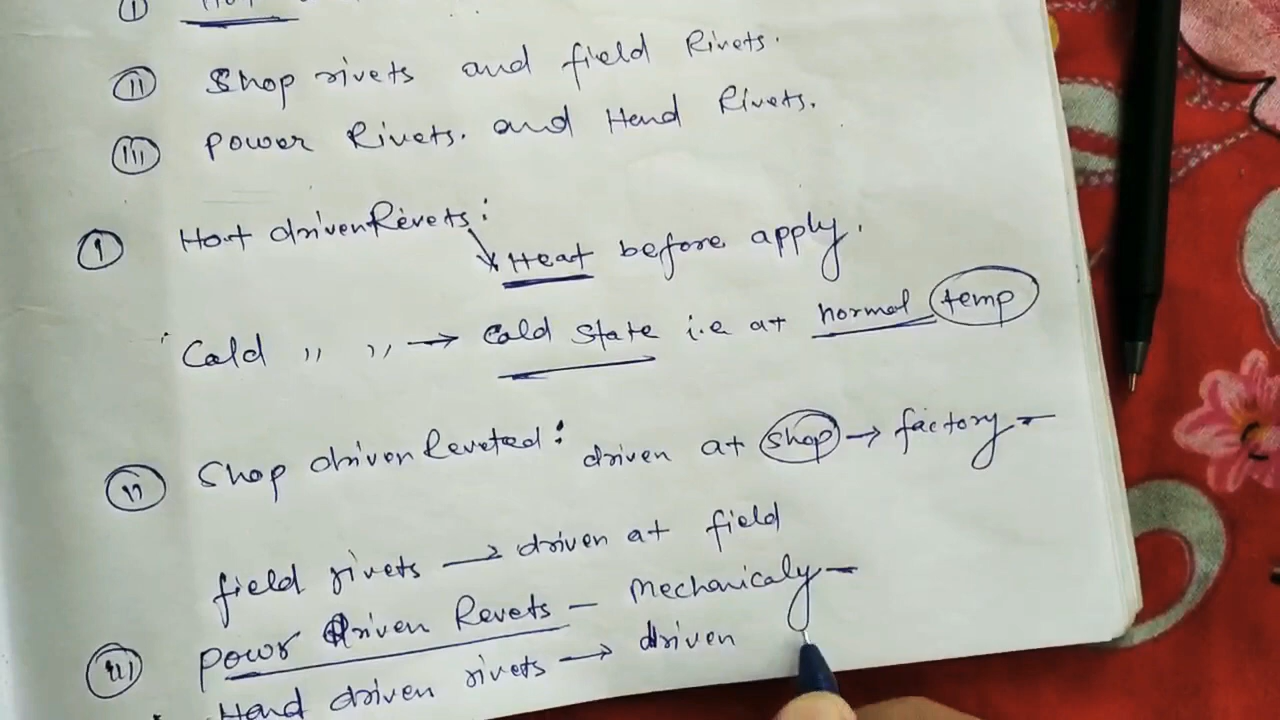 (I)
(II) Shop rivets and field Rivets.
(III) power Rivets. and Hand Rivets.
(I) Hot driven Rivets:
Heat before apply.
Cold " " → Cold state i.e at normal temp
(II) Shop driven Reveted: driven at shop → factory -
field rivets → driven at field
(III) powr Driven Revets - Mechanicaly -
Hand driven rivets → driven